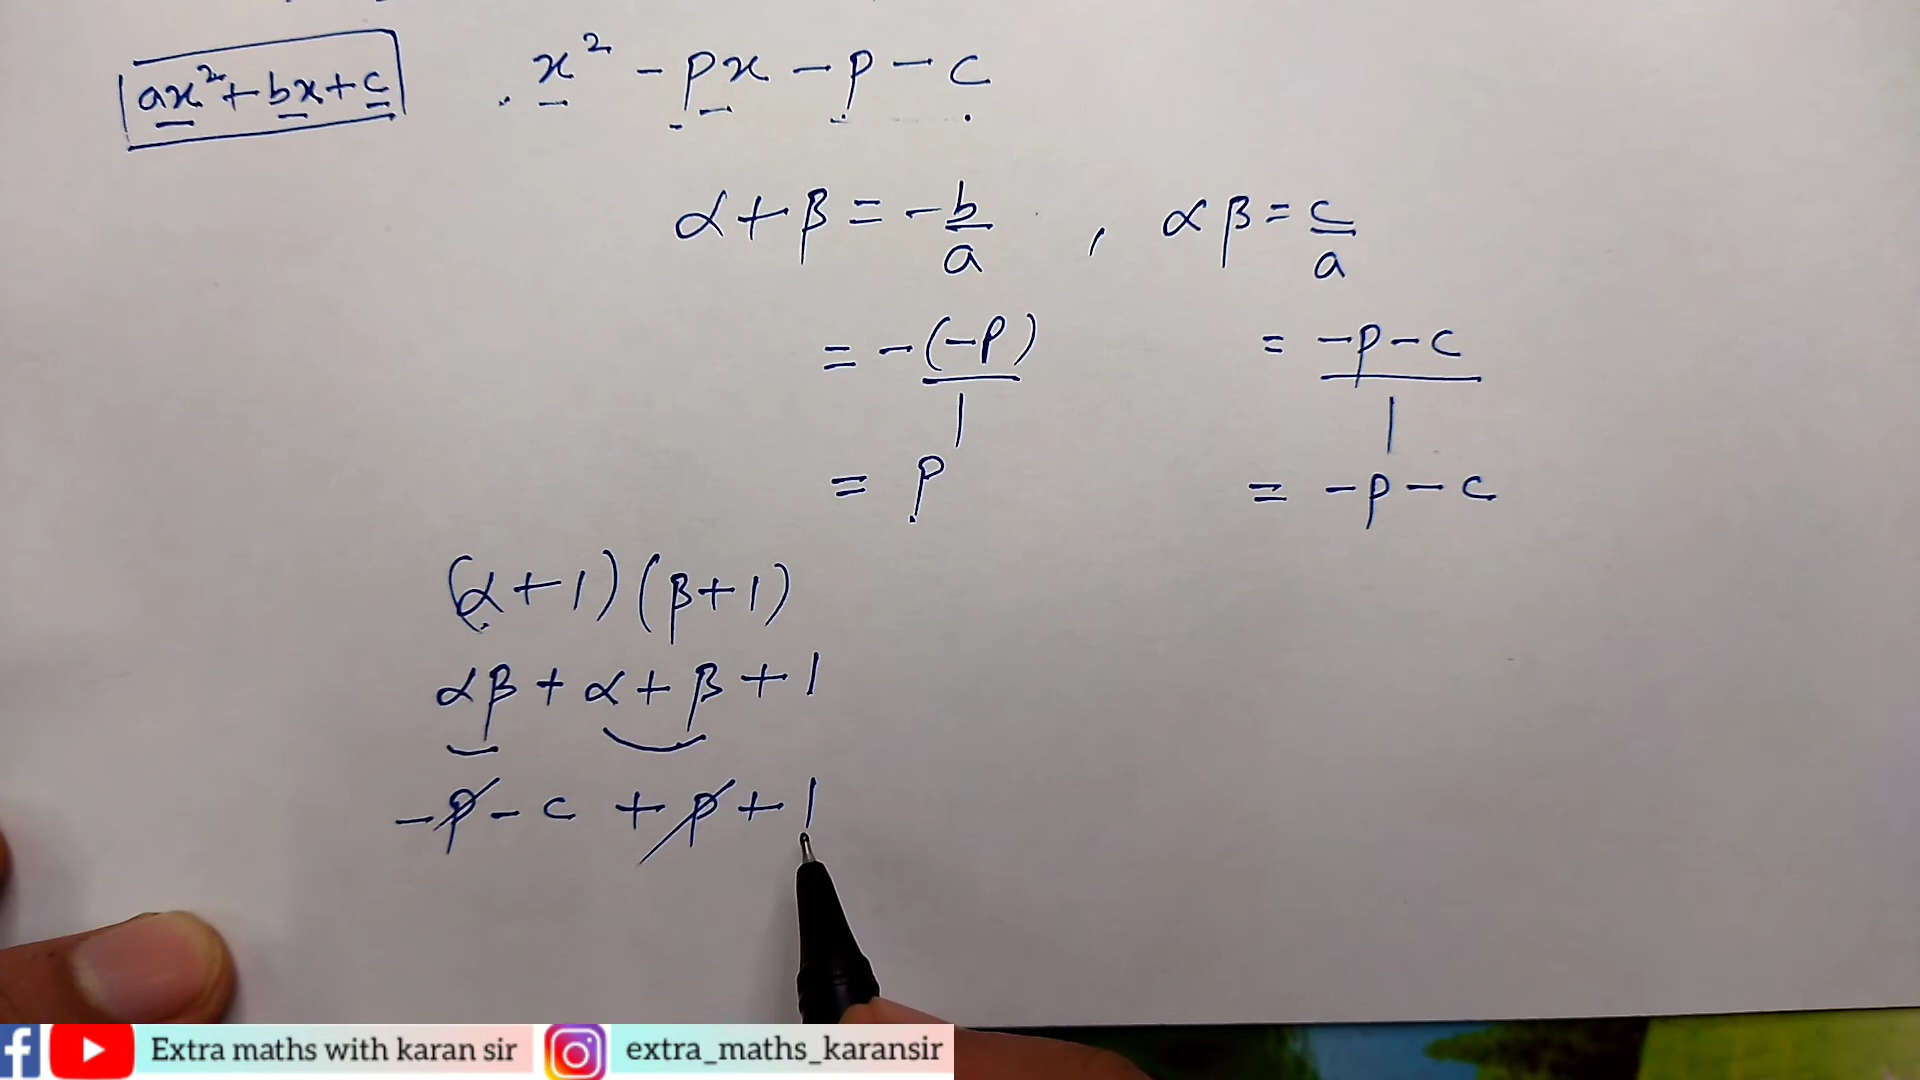 ax² + bx + c
x² - px - p - c
α + β = -b/a , αβ = c/a
= -(-p)/1 = -p-c/1
= p = -p-c
(α+1)(β+1)
αβ + α + β + 1
-p - c + p + 1
Extra maths with karan sir extra_maths_karansir